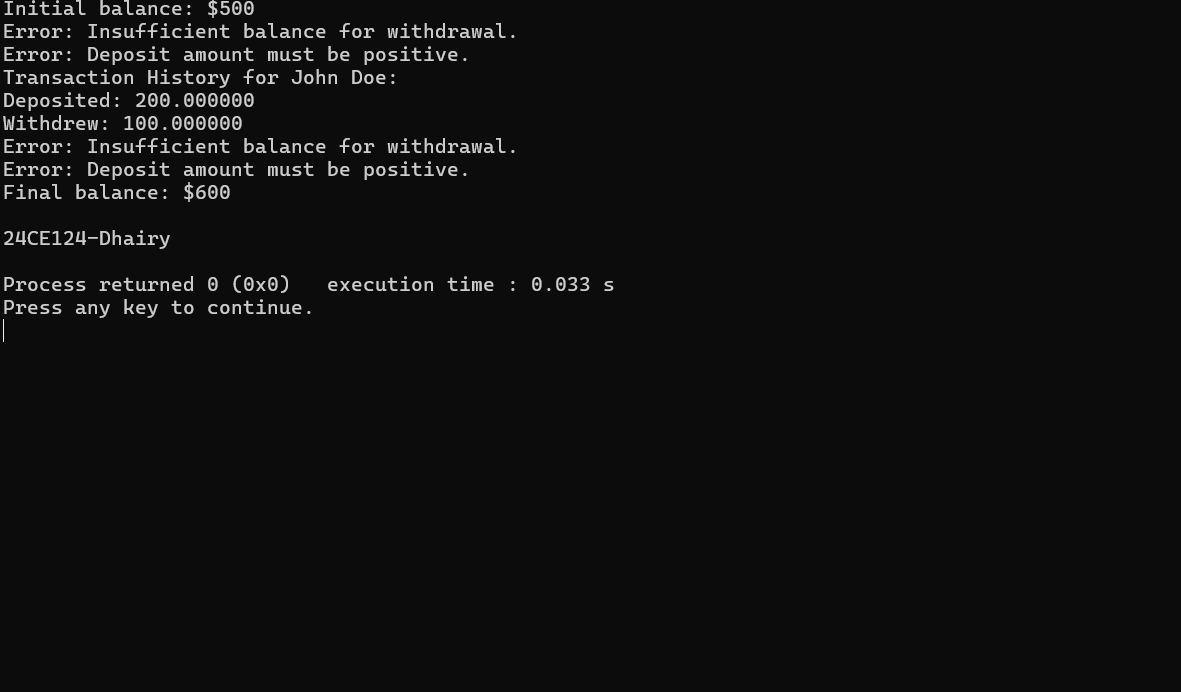 Initial balance: $500
Error: Insufficient balance for withdrawal.
Error: Deposit amount must be positive.
Transaction History for John Doe:
Deposited: 200.000000
Withdrew: 100.000000
Error: Insufficient balance for withdrawal.
Error: Deposit amount must be positive.
Final balance: $600
24CE124-Dhairy
Process returned 0 (0x0)   execution time : 0.033 s
Press any key to continue.